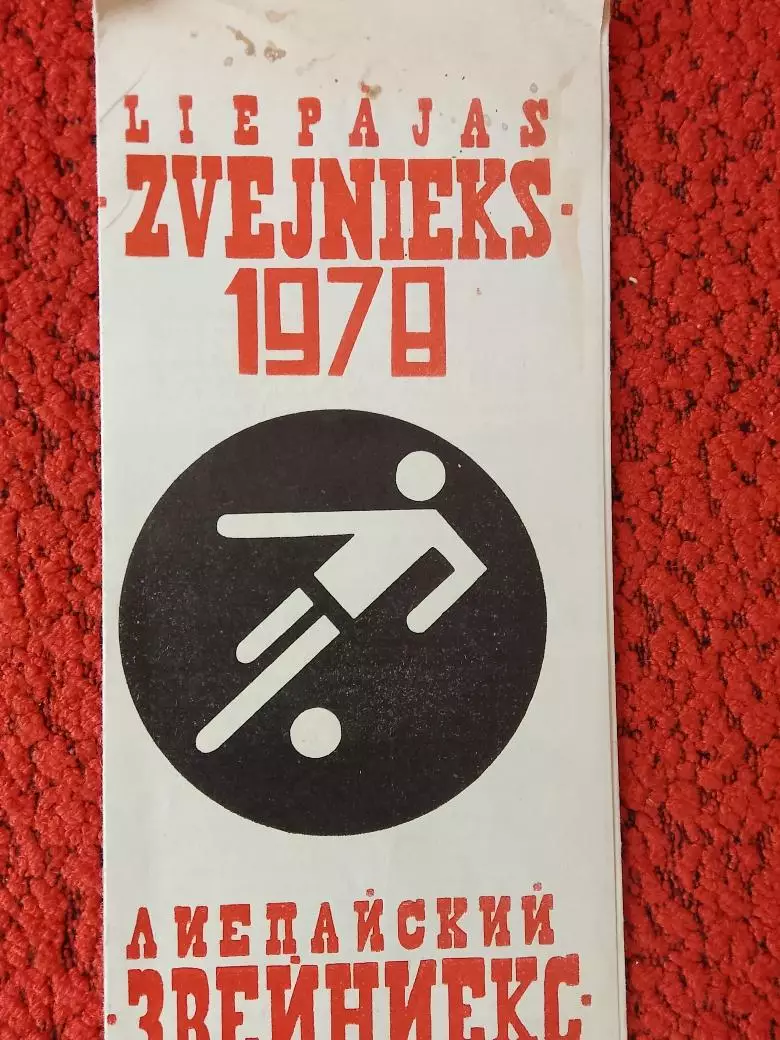 LIEPĀJAS
·ZVEJNIEKS·
1978
ЛИЕПАЙСКИЙ
·ЗВЕЙНИЕКС·